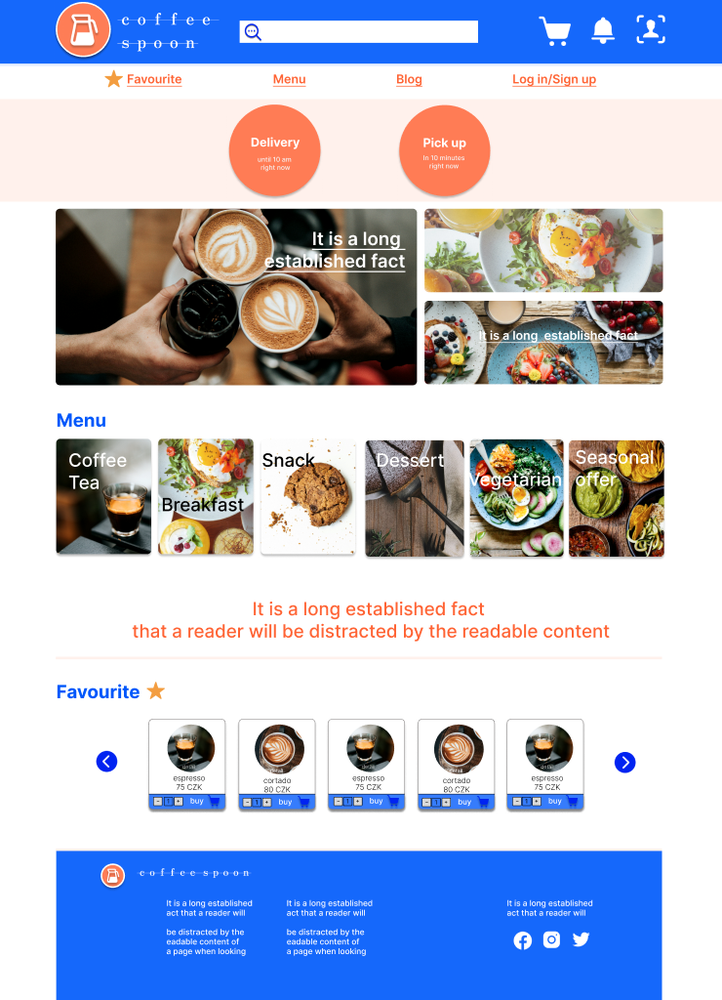 coffee
spoon
Favourite
Menu
Blog
Log in/Sign up
Delivery
until 10 am
right now
Pick up
In 10 minutes
right now
It is a long
established fact
It is a long established fact
Menu
Coffee
Tea
Breakfast
Snack
Dessert
Vegetarian
Seasonal
offer
It is a long established fact
that a reader will be distracted by the readable content
Favourite
detail
espresso
75 CZK
- 1 + buy
detail
cortado
80 CZK
- 1 + buy
detail
espresso
75 CZK
- 1 + buy
detail
cortado
80 CZK
- 1 + buy
detail
espresso
75 CZK
- 1 + buy
coffee spoon
It is a long established
act that a reader will
be distracted by the
eadable content of
a page when looking
It is a long established
act that a reader will
be distracted by the
eadable content of
a page when looking
It is a long established
act that a reader will